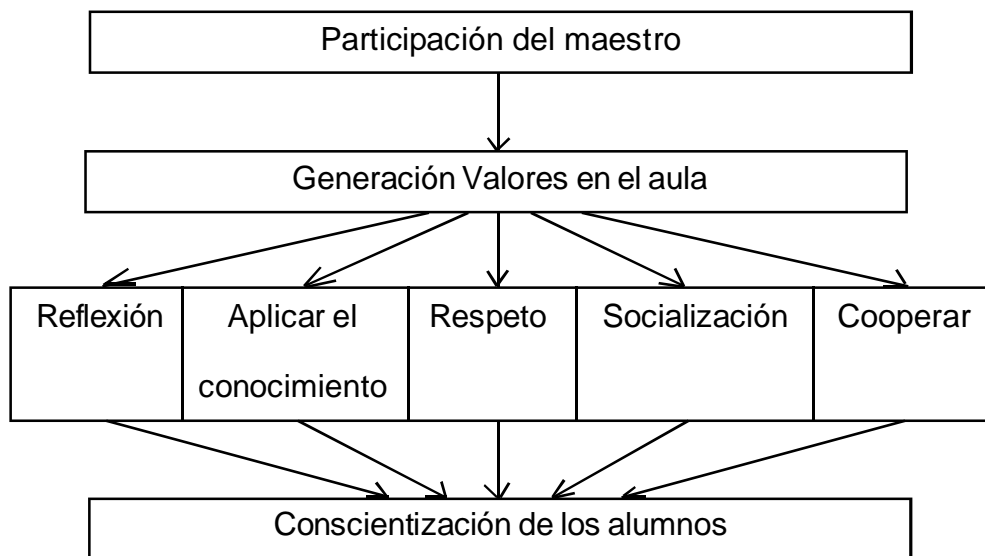 Participación del maestro
Generación Valores en el aula
Reflexión
Aplicar el
conocimiento
Respeto
Socialización
Cooperar
Conscientización de los alumnos